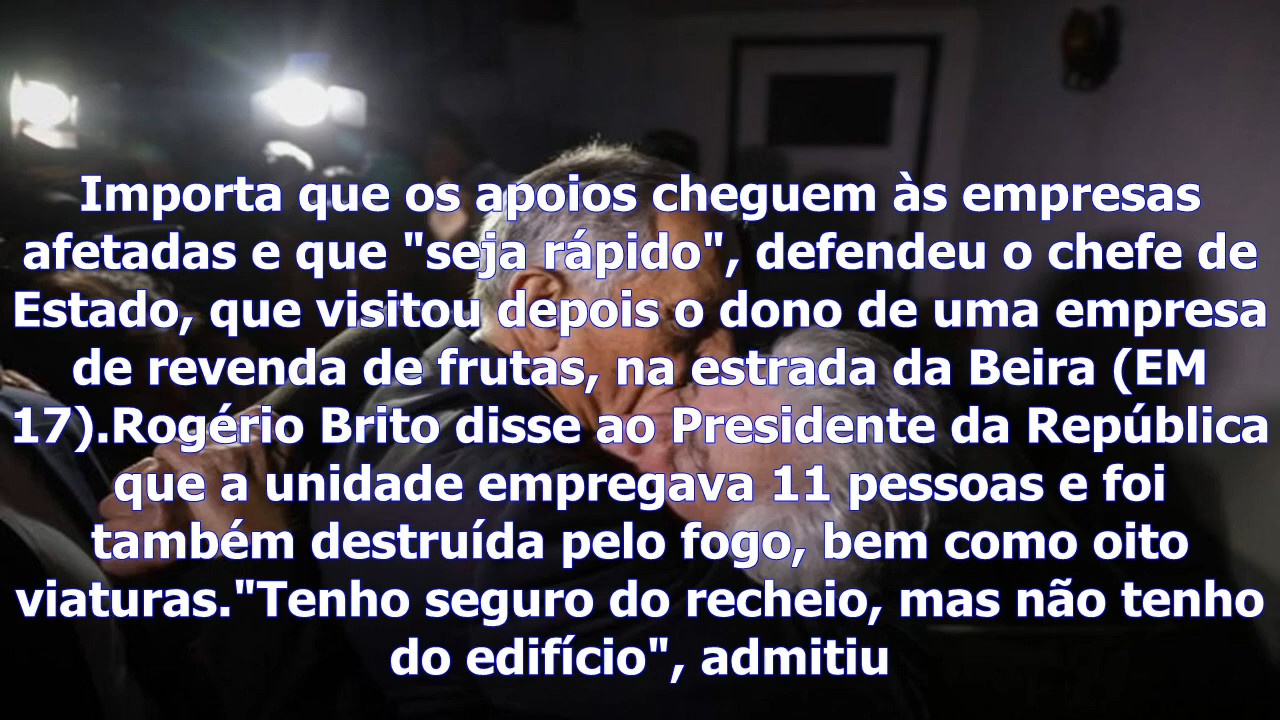 Importa que os apoios cheguem às empresas
afetadas e que "seja rápido", defendeu o chefe de
Estado, que visitou depois o dono de uma empresa
de revenda de frutas, na estrada da Beira (EM
17).Rogério Brito disse ao Presidente da República
que a unidade empregava 11 pessoas e foi
também destruída pelo fogo, bem como oito
viaturas."Tenho seguro do recheio, mas não tenho
do edifício", admitiu